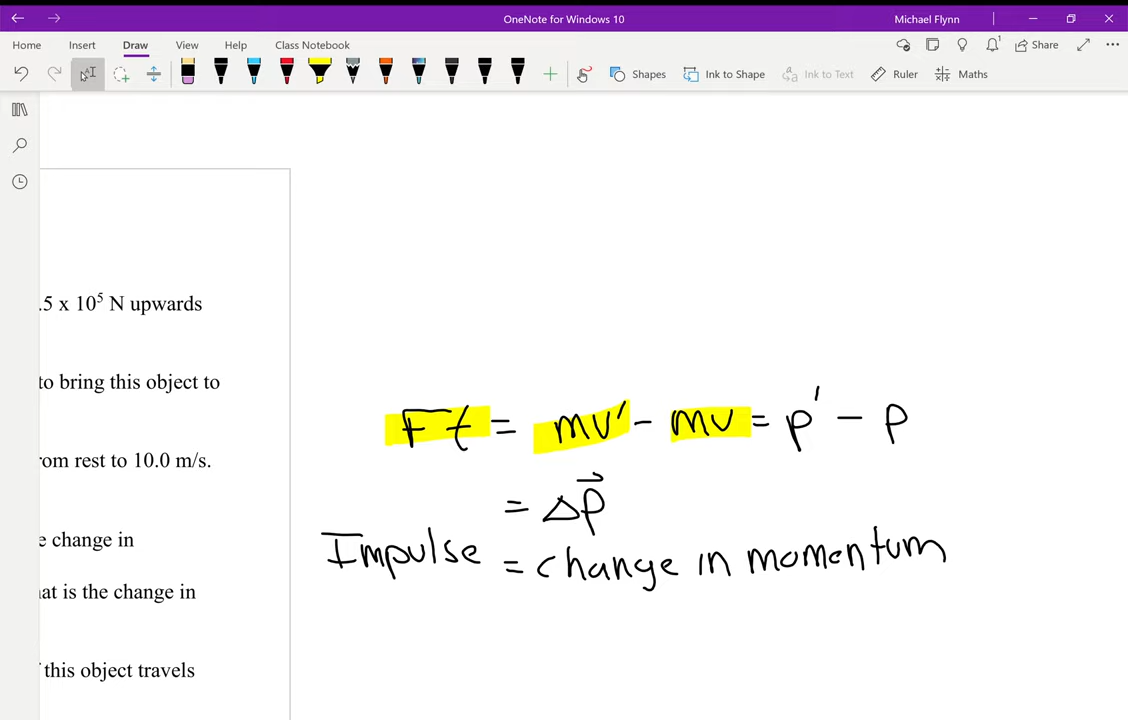 OneNote for Windows 10
Michael Flynn
Home Insert Draw View Help Class Notebook
Share
Shapes Ink to Shape Ink to Text Ruler Maths
.5 x 10⁵ N upwards
to bring this object to
Ft = mv' - mv = p' - p
rom rest to 10.0 m/s.
= Δp⃗
e change in
Impulse = change in momentum
at is the change in
this object travels